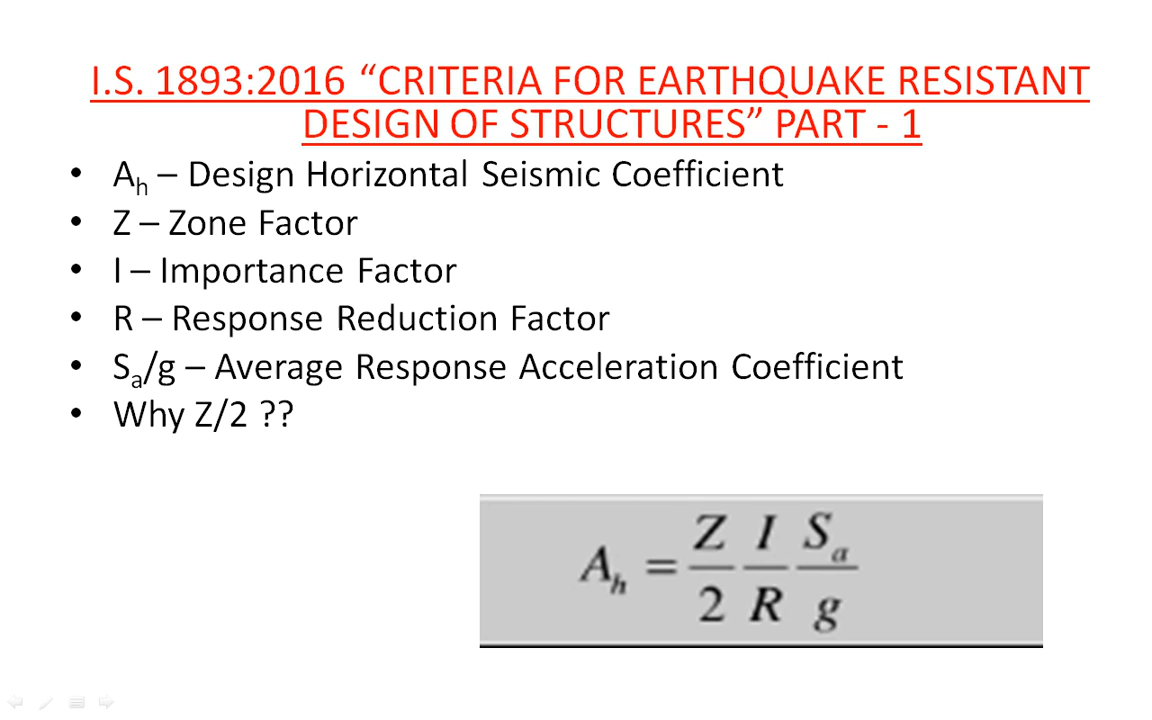 I.S. 1893:2016 “CRITERIA FOR EARTHQUAKE RESISTANT
DESIGN OF STRUCTURES” PART - 1
• Aₕ – Design Horizontal Seismic Coefficient
• Z – Zone Factor
• I – Importance Factor
• R – Response Reduction Factor
• Sₐ/g – Average Response Acceleration Coefficient
• Why Z/2 ??
Aₕ = Z/2 I/R Sₐ/g